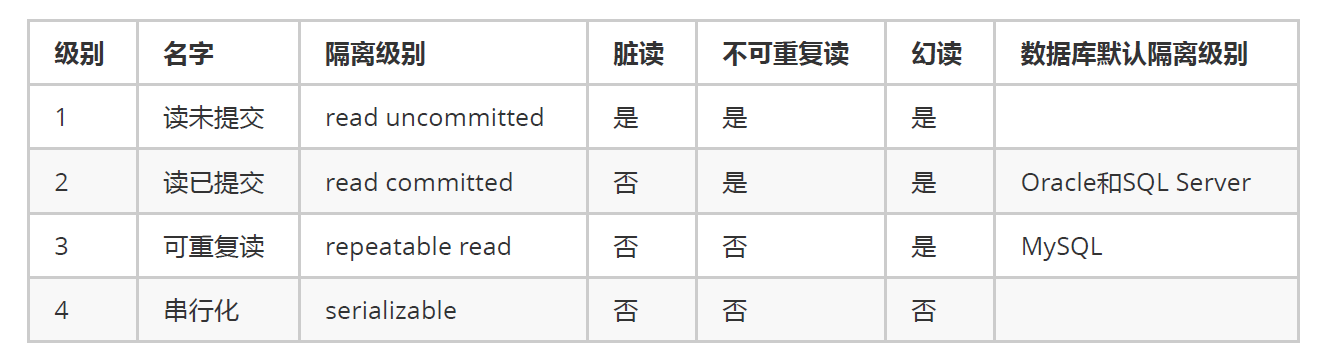 级别 名字 隔离级别 脏读 不可重复读 幻读 数据库默认隔离级别
1 读未提交 read uncommitted 是 是 是
2 读已提交 read committed 否 是 是 Oracle和SQL Server
3 可重复读 repeatable read 否 否 是 MySQL
4 串行化 serializable 否 否 否